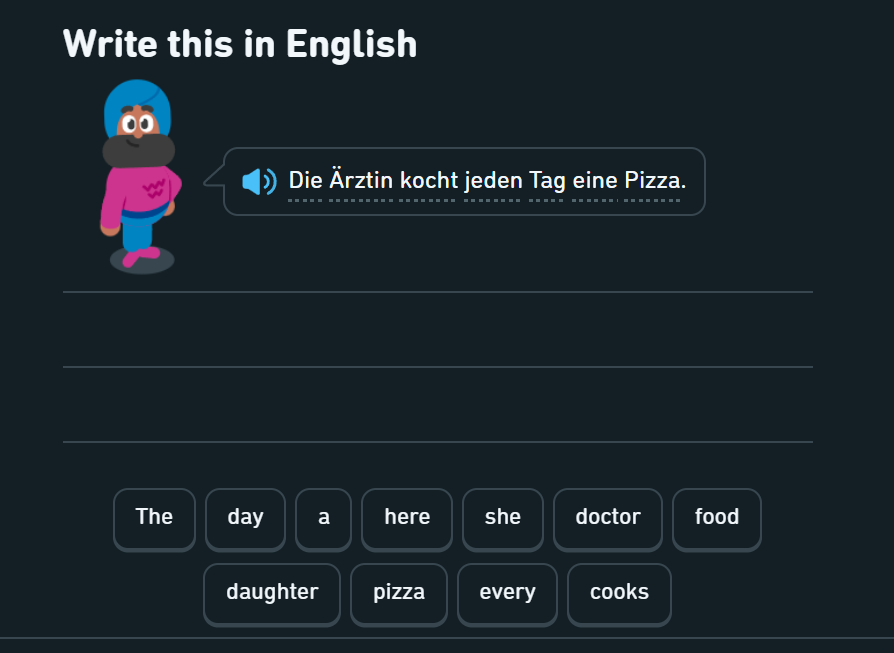 Write this in English
Die Ärztin kocht jeden Tag eine Pizza.
The day a here she doctor food
daughter pizza every cooks